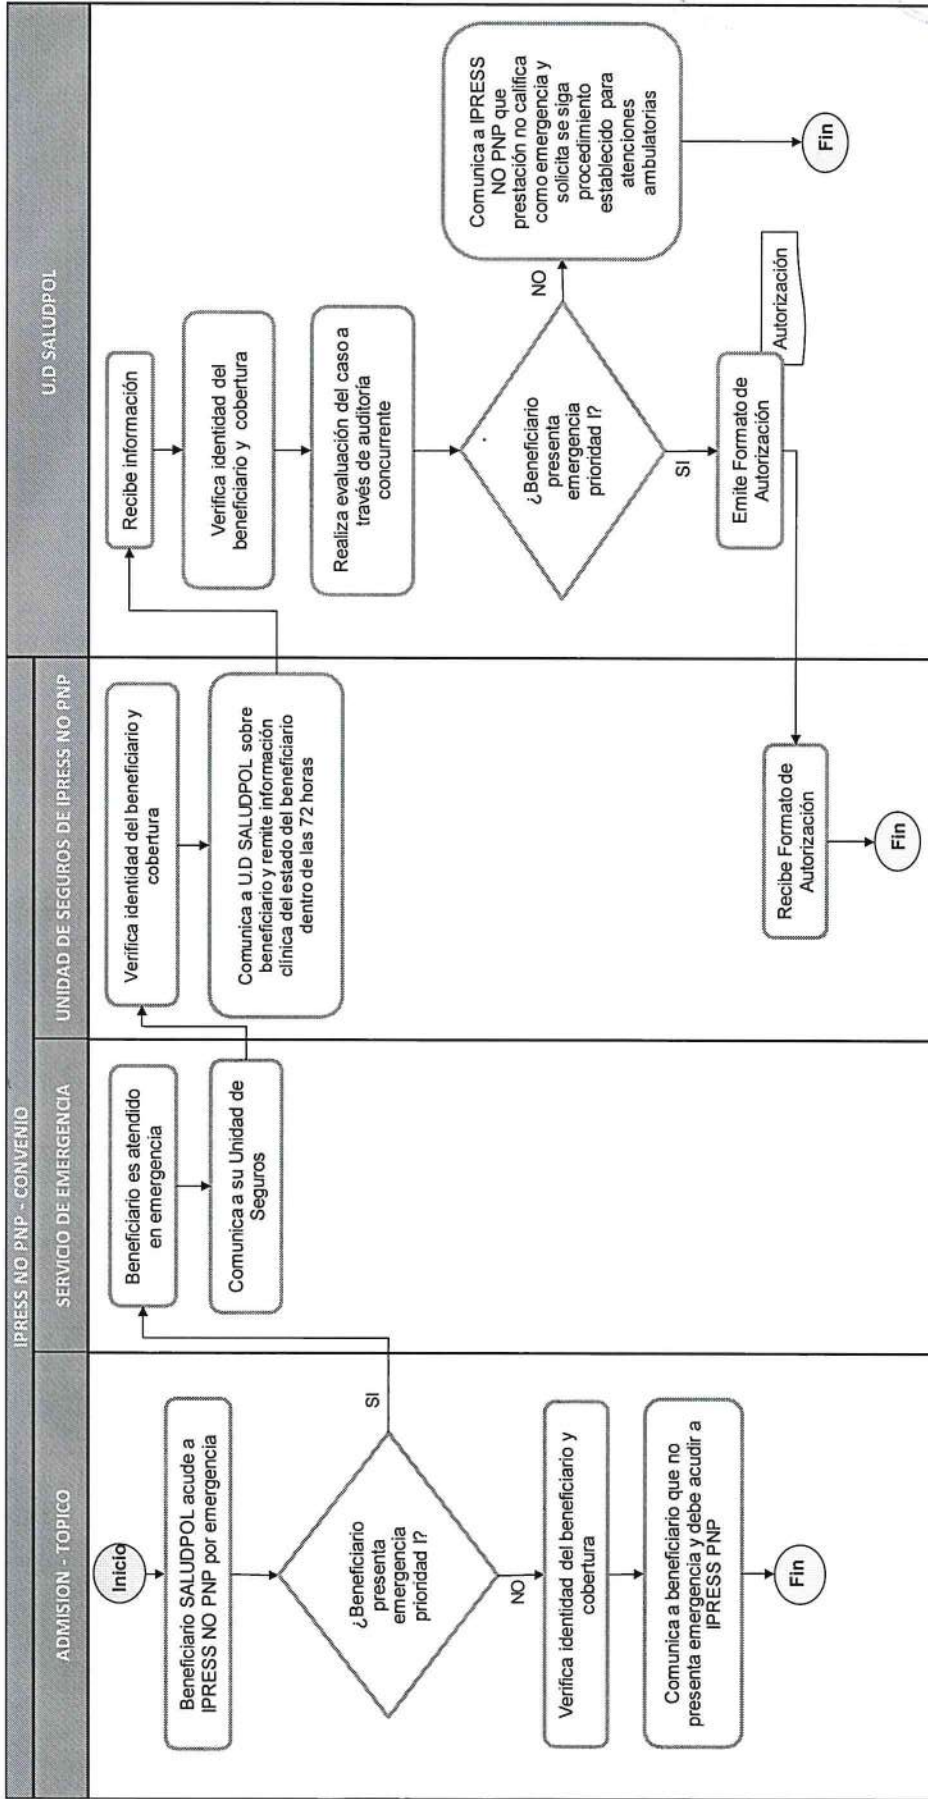 IPRESS NO PNP - CONVENIO
ADMISION - TOPICO
SERVICIO DE EMERGENCIA
UNIDAD DE SEGUROS DE IPRESS NO PNP
U.D SALUDPOL
Inicio
Beneficiario SALUDPOL acude a
IPRESS NO PNP por emergencia
¿Beneficiario
presenta
emergencia
prioridad I?
SI
NO
Verifica identidad del beneficiario y
cobertura
Comunica a beneficiario que no
presenta emergencia y debe acudir a
IPRESS PNP
Fin
Beneficiario es atendido
en emergencia
Comunica a su Unidad de
Seguros
Verifica identidad del beneficiario y
cobertura
Comunica a U.D SALUDPOL sobre
beneficiario y remite información
clínica del estado del beneficiario
dentro de las 72 horas
Recibe información
Verifica identidad del
beneficiario y cobertura
Realiza evaluación del caso a
través de auditoría
concurrente
¿Beneficiario
presenta
emergencia
prioridad I?
NO
Comunica a IPRESS
NO PNP que
prestación no califica
como emergencia y
solicita se siga
procedimiento
establecido para
atenciones
ambulatorias
Fin
SI
Emite Formato de
Autorización
Autorización
Recibe Formato de
Autorización
Fin